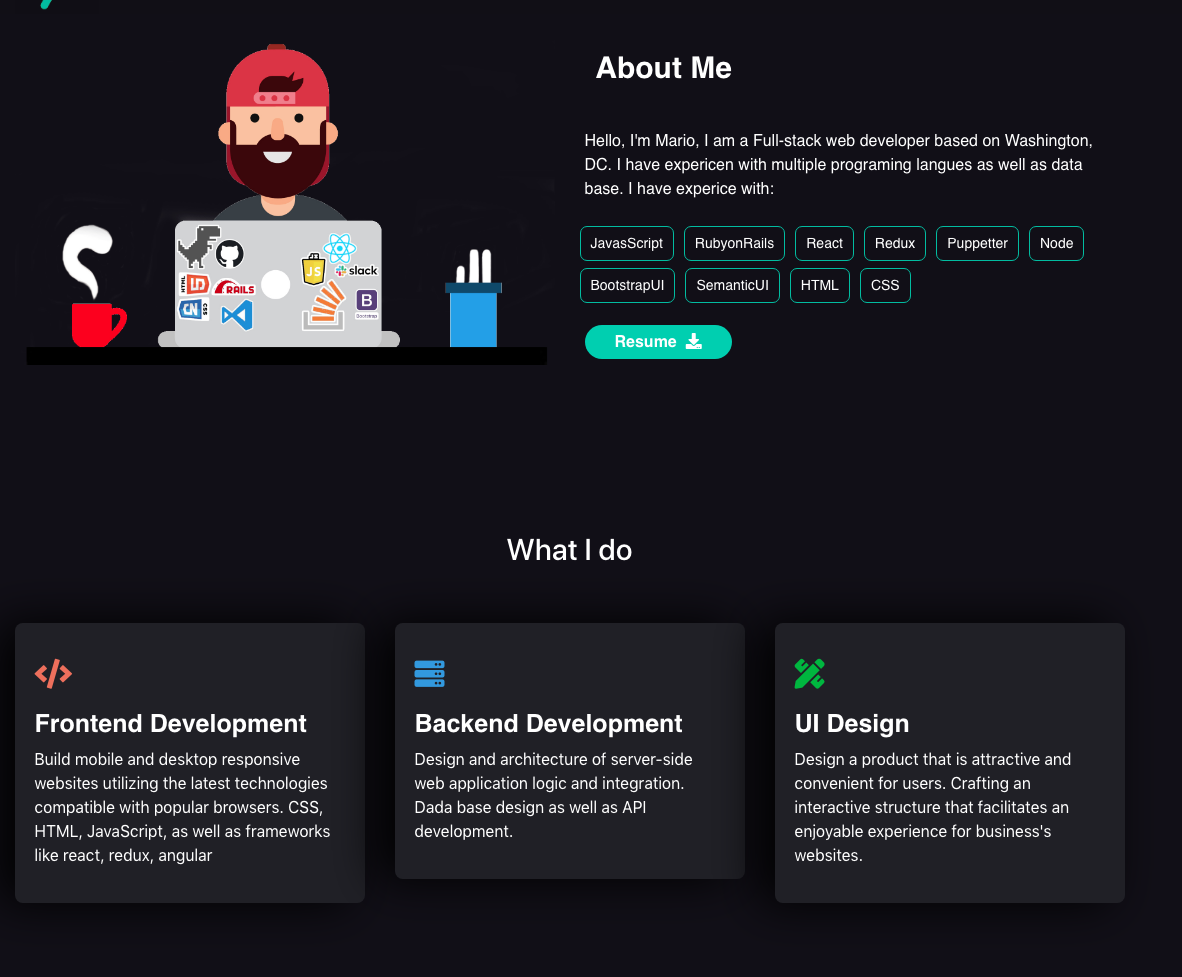 About Me
Hello, I'm Mario, I am a Full-stack web developer based on Washington,
DC. I have expericen with multiple programing langues as well as data
base. I have experice with:
JavasScript RubyonRails React Redux Puppetter Node
BootstrapUI SemanticUI HTML CSS
Resume
JS
slack
HTML
RAILS
CSS
B
Bootstrap
What I do
Frontend Development
Build mobile and desktop responsive
websites utilizing the latest technologies
compatible with popular browsers. CSS,
HTML, JavaScript, as well as frameworks
like react, redux, angular
Backend Development
Design and architecture of server-side
web application logic and integration.
Dada base design as well as API
development.
UI Design
Design a product that is attractive and
convenient for users. Crafting an
interactive structure that facilitates an
enjoyable experience for business's
websites.